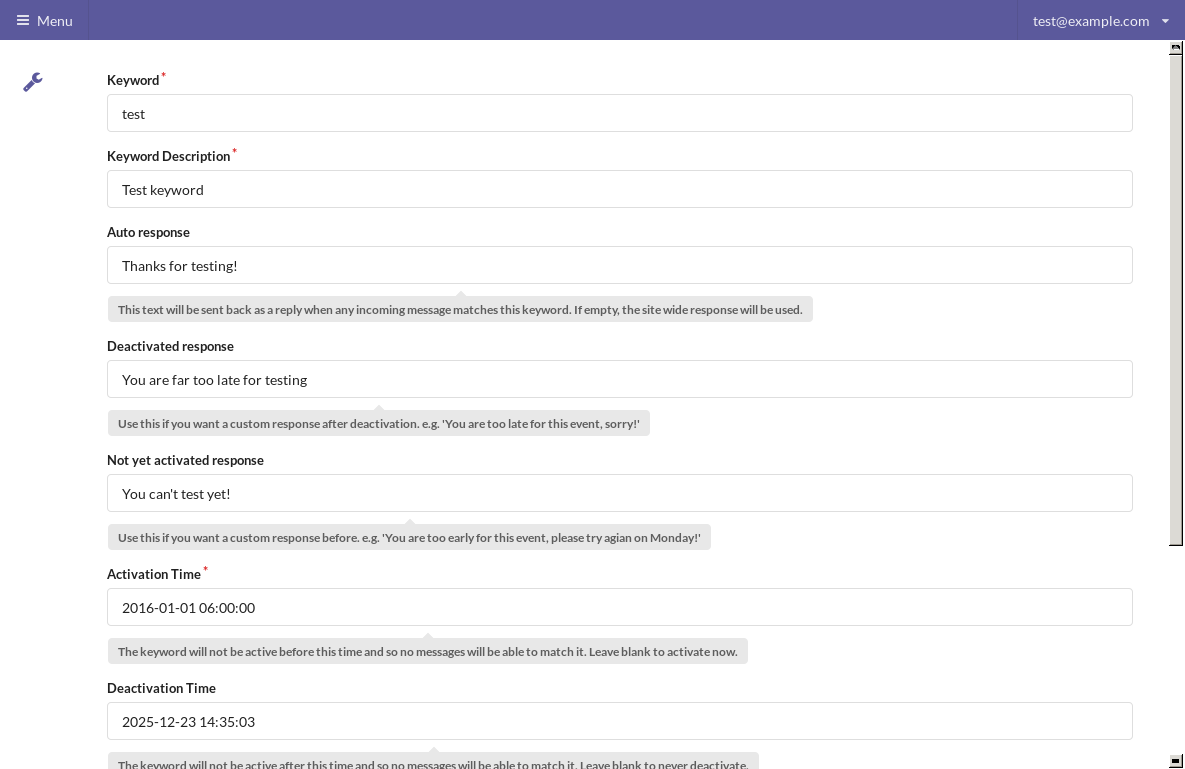 Menu
test@example.com
Keyword*
test
Keyword Description*
Test keyword
Auto response
Thanks for testing!
This text will be sent back as a reply when any incoming message matches this keyword. If empty, the site wide response will be used.
Deactivated response
You are far too late for testing
Use this if you want a custom response after deactivation. e.g. 'You are too late for this event, sorry!'
Not yet activated response
You can't test yet!
Use this if you want a custom response before. e.g. 'You are too early for this event, please try agian on Monday!'
Activation Time*
2016-01-01 06:00:00
The keyword will not be active before this time and so no messages will be able to match it. Leave blank to activate now.
Deactivation Time
2025-12-23 14:35:03
The keyword will not be active after this time and so no messages will be able to match it. Leave blank to never deactivate.